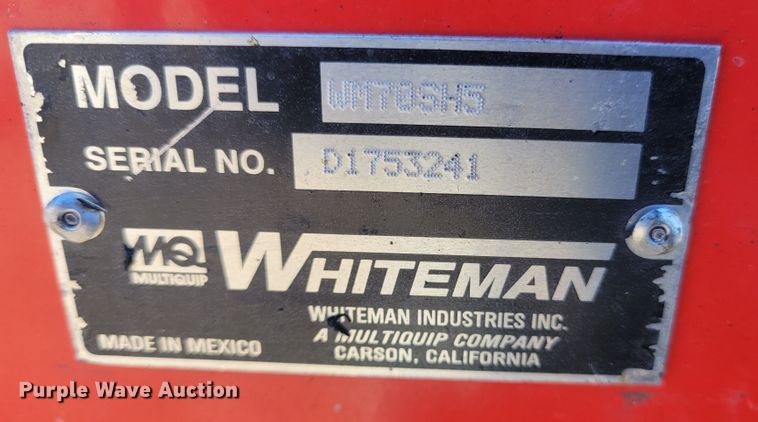 MODEL WM70SH5
SERIAL NO. D1753241
MQ
MULTIQUIP
WHITEMAN
WHITEMAN INDUSTRIES INC.
A MULTIQUIP COMPANY
CARSON, CALIFORNIA
MADE IN MEXICO
Purple Wave Auction